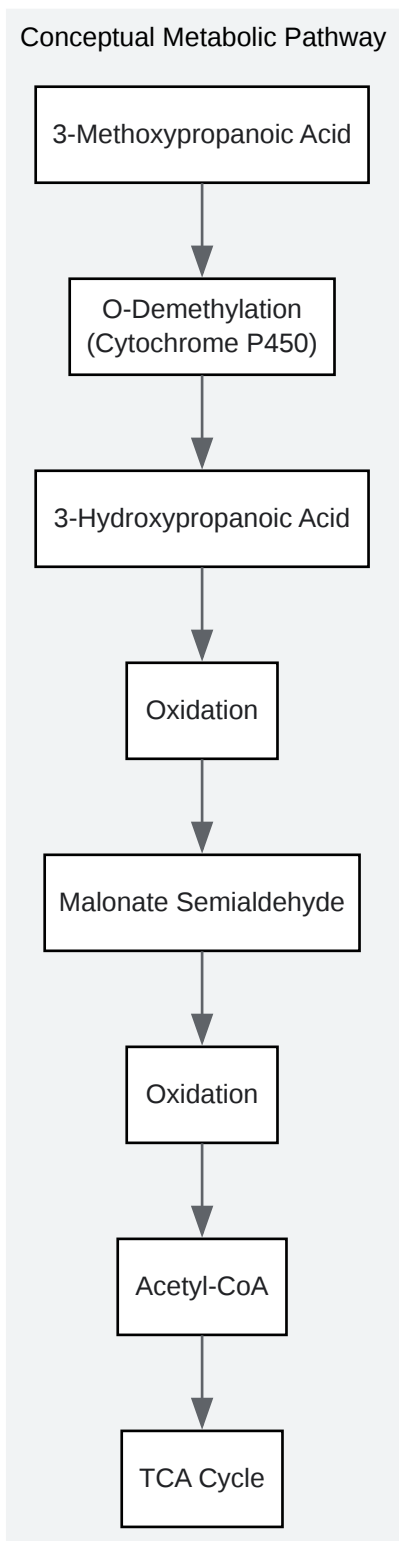 Conceptual Metabolic Pathway
3-Methoxypropanoic Acid
O-Demethylation
(Cytochrome P450)
3-Hydroxypropanoic Acid
Oxidation
Malonate Semialdehyde
Oxidation
Acetyl-CoA
TCA Cycle